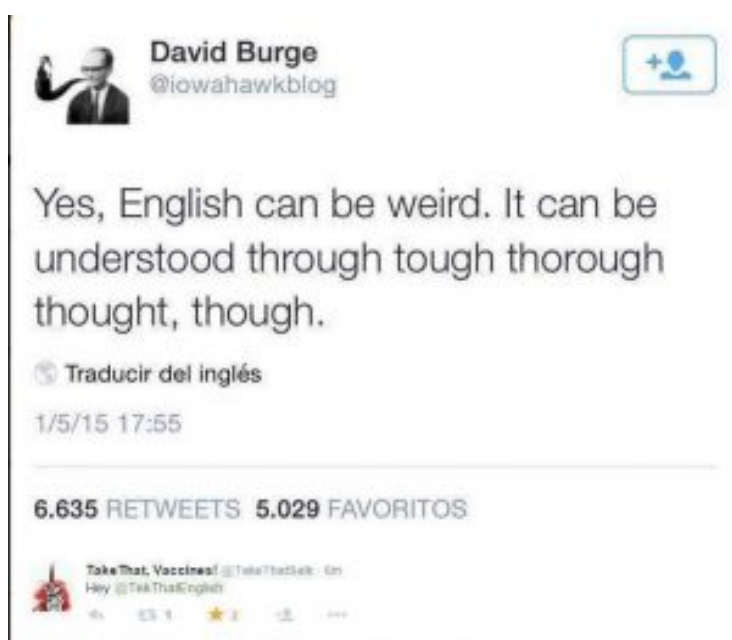 David Burge
@iowahawkblog
Yes, English can be weird. It can be
understood through tough thorough
thought, though.
Traducir del inglés
1/5/15 17:55
6.635 RETWEETS 5.029 FAVORITOS
Take That, Vaccines!
Hey @TakThatEnglish